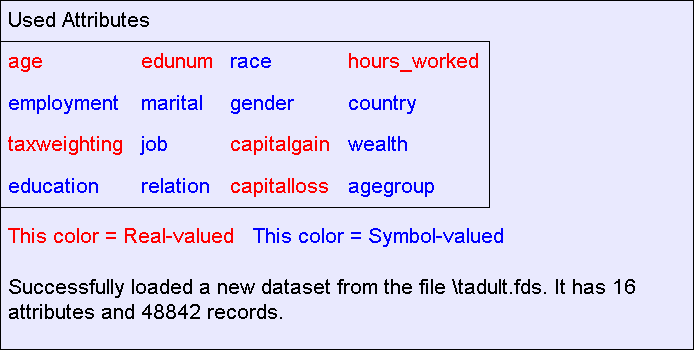 Used Attributes
age edunum race hours_worked
employment marital gender country
taxweighting job capitalgain wealth
education relation capitalloss agegroup
This color = Real-valued This color = Symbol-valued
Successfully loaded a new dataset from the file \tadult.fds. It has 16
attributes and 48842 records.